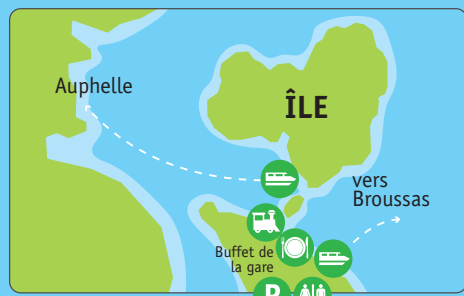 Auphelle
ÎLE
vers
Broussas
Buffet de
la gare
P